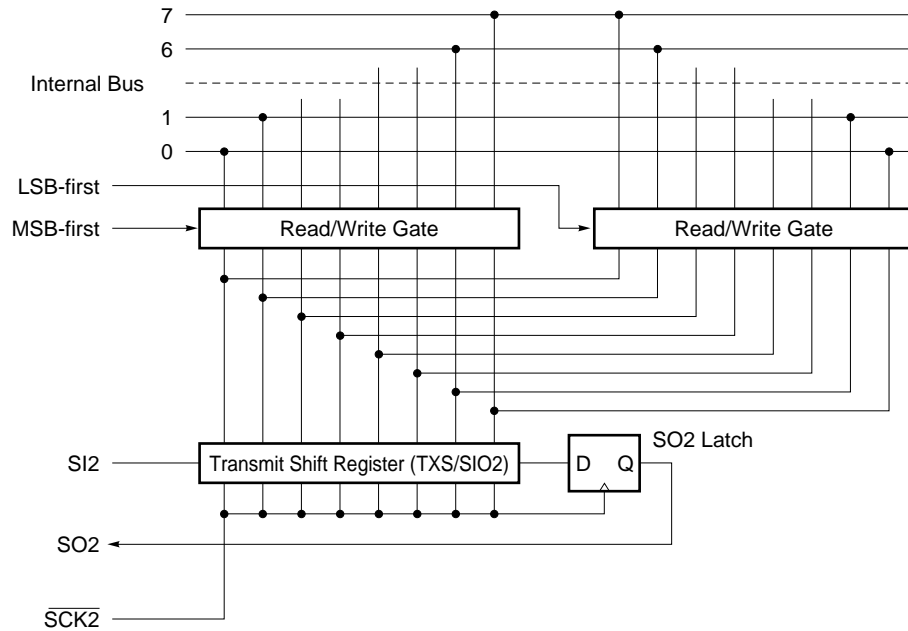 7
6
Internal Bus
1
0
LSB-first
MSB-first
Read/Write Gate
Read/Write Gate
SO2 Latch
SI2
Transmit Shift Register (TXS/SIO2)
D
Q
SO2
SCK2